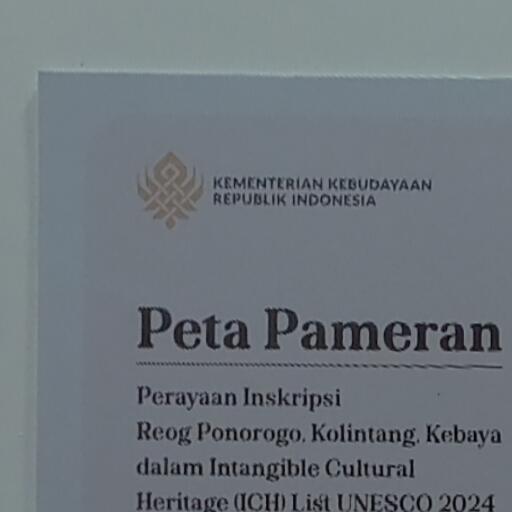 KEMENTERIAN KEBUDAYAAN
REPUBLIK INDONESIA
Peta Pameran
Perayaan Inskripsi
Reog Ponorogo, Kolintang, Kebaya
dalam Intangible Cultural
Heritage (ICH) List UNESCO 2024